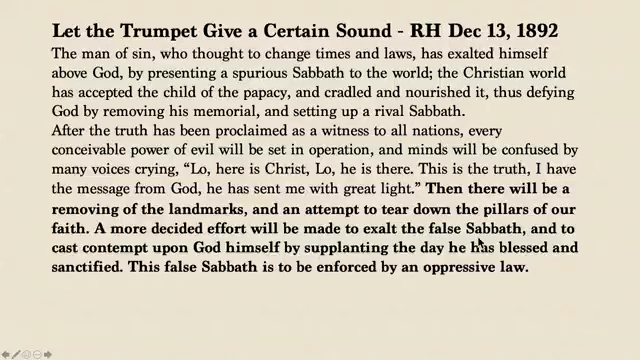 Let the Trumpet Give a Certain Sound - RH Dec 13, 1892
The man of sin, who thought to change times and laws, has exalted himself
above God, by presenting a spurious Sabbath to the world; the Christian world
has accepted the child of the papacy, and cradled and nourished it, thus defying
God by removing his memorial, and setting up a rival Sabbath.
After the truth has been proclaimed as a witness to all nations, every
conceivable power of evil will be set in operation, and minds will be confused by
many voices crying, “Lo, here is Christ, Lo, he is there. This is the truth, I have
the message from God, he has sent me with great light.” Then there will be a
removing of the landmarks, and an attempt to tear down the pillars of our
faith. A more decided effort will be made to exalt the false Sabbath, and to
cast contempt upon God himself by supplanting the day he has blessed and
sanctified. This false Sabbath is to be enforced by an oppressive law.